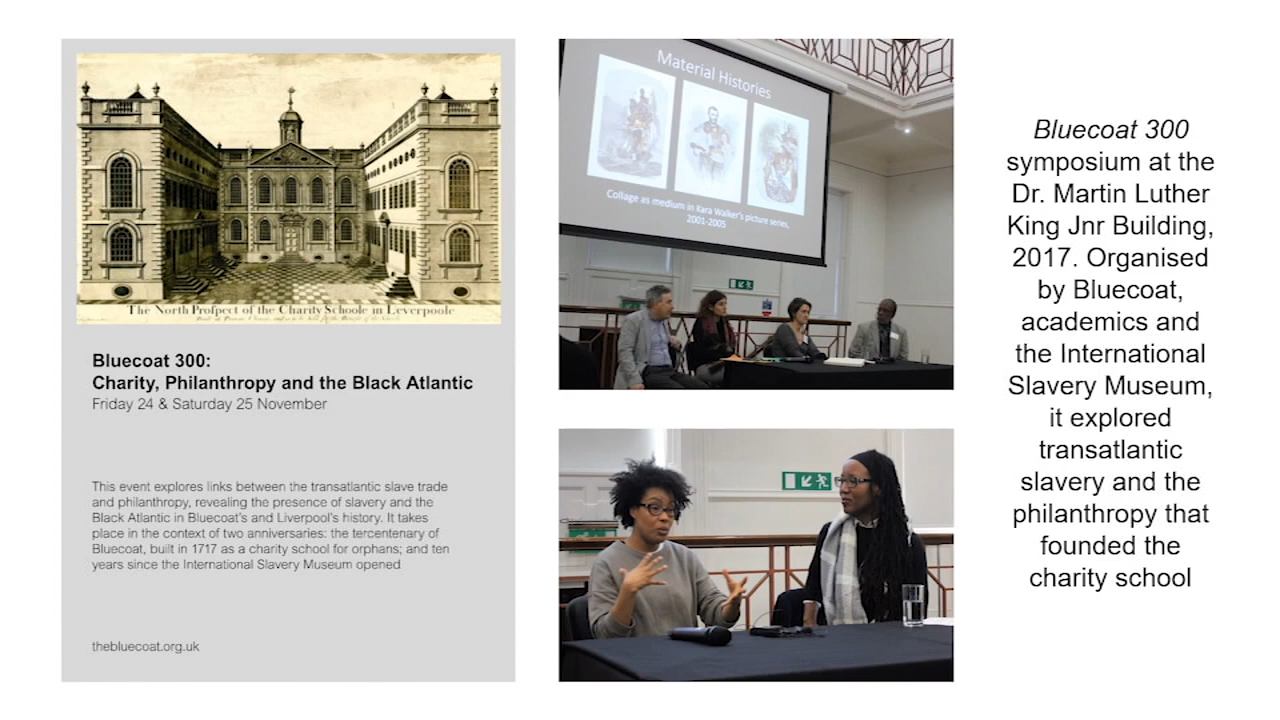 The North Prospect of the Charity Schoole in Leverpoole
Bluecoat 300:
Charity, Philanthropy and the Black Atlantic
Friday 24 & Saturday 25 November
This event explores links between the transatlantic slave trade
and philanthropy, revealing the presence of slavery and the
Black Atlantic in Bluecoat's and Liverpool's history. It takes
place in the context of two anniversaries: the tercentenary of
Bluecoat, built in 1717 as a charity school for orphans; and ten
years since the International Slavery Museum opened
thebluecoat.org.uk
Material Histories
Collage as medium in Kara Walker's picture series,
2001-2005
Bluecoat 300
symposium at the
Dr. Martin Luther
King Jnr Building,
2017. Organised
by Bluecoat,
academics and
the International
Slavery Museum,
it explored
transatlantic
slavery and the
philanthropy that
founded the
charity school